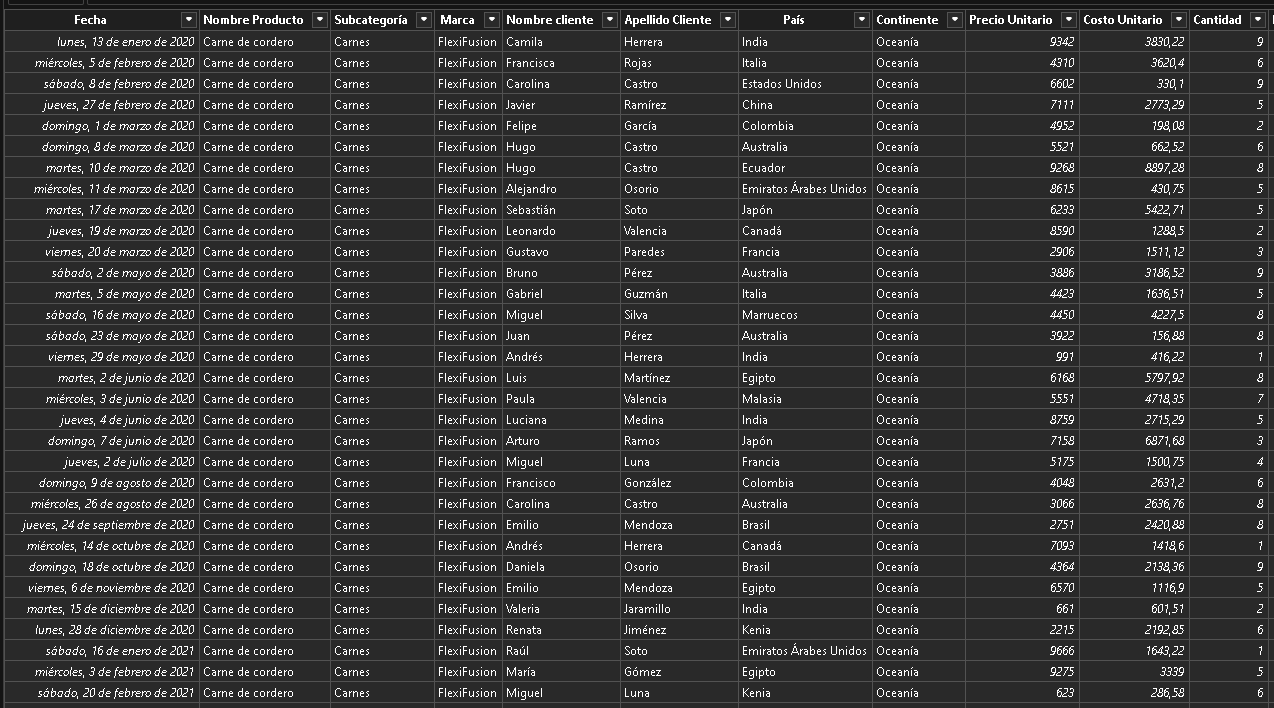 Fecha Nombre Producto Subcategoría Marca Nombre cliente Apellido Cliente País Continente Precio Unitario Costo Unitario Cantidad
lunes, 13 de enero de 2020 Carne de cordero Carnes FlexiFusion Camila Herrera India Oceanía 9342 3830,22 9
miércoles, 5 de febrero de 2020 Carne de cordero Carnes FlexiFusion Francisca Rojas Italia Oceanía 4310 3620,4 6
sábado, 8 de febrero de 2020 Carne de cordero Carnes FlexiFusion Carolina Castro Estados Unidos Oceanía 6602 330,1 9
jueves, 27 de febrero de 2020 Carne de cordero Carnes FlexiFusion Javier Ramírez China Oceanía 7111 2773,29 5
domingo, 1 de marzo de 2020 Carne de cordero Carnes FlexiFusion Felipe García Colombia Oceanía 4952 198,08 2
domingo, 8 de marzo de 2020 Carne de cordero Carnes FlexiFusion Hugo Castro Australia Oceanía 5521 662,52 6
martes, 10 de marzo de 2020 Carne de cordero Carnes FlexiFusion Hugo Castro Ecuador Oceanía 9268 8897,28 8
miércoles, 11 de marzo de 2020 Carne de cordero Carnes FlexiFusion Alejandro Osorio Emiratos Árabes Unidos Oceanía 8615 430,75 5
martes, 17 de marzo de 2020 Carne de cordero Carnes FlexiFusion Sebastián Soto Japón Oceanía 6233 5422,71 5
jueves, 19 de marzo de 2020 Carne de cordero Carnes FlexiFusion Leonardo Valencia Canadá Oceanía 8590 1288,5 2
viernes, 20 de marzo de 2020 Carne de cordero Carnes FlexiFusion Gustavo Paredes Francia Oceanía 2906 1511,12 3
sábado, 2 de mayo de 2020 Carne de cordero Carnes FlexiFusion Bruno Pérez Australia Oceanía 3886 3186,52 9
martes, 5 de mayo de 2020 Carne de cordero Carnes FlexiFusion Gabriel Guzmán Italia Oceanía 4423 1636,51 5
sábado, 16 de mayo de 2020 Carne de cordero Carnes FlexiFusion Miguel Silva Marruecos Oceanía 4450 4227,5 8
sábado, 23 de mayo de 2020 Carne de cordero Carnes FlexiFusion Juan Pérez Australia Oceanía 3922 156,88 8
viernes, 29 de mayo de 2020 Carne de cordero Carnes FlexiFusion Andrés Herrera India Oceanía 991 416,22 1
martes, 2 de junio de 2020 Carne de cordero Carnes FlexiFusion Luis Martínez Egipto Oceanía 6168 5797,92 8
miércoles, 3 de junio de 2020 Carne de cordero Carnes FlexiFusion Paula Valencia Malasia Oceanía 5551 4718,35 7
jueves, 4 de junio de 2020 Carne de cordero Carnes FlexiFusion Luciana Medina India Oceanía 8759 2715,29 5
domingo, 7 de junio de 2020 Carne de cordero Carnes FlexiFusion Arturo Ramos Japón Oceanía 7158 6871,68 3
jueves, 2 de julio de 2020 Carne de cordero Carnes FlexiFusion Miguel Luna Francia Oceanía 5175 1500,75 4
domingo, 9 de agosto de 2020 Carne de cordero Carnes FlexiFusion Francisco González Colombia Oceanía 4048 2631,2 6
miércoles, 26 de agosto de 2020 Carne de cordero Carnes FlexiFusion Carolina Castro Australia Oceanía 3066 2636,76 8
jueves, 24 de septiembre de 2020 Carne de cordero Carnes FlexiFusion Emilio Mendoza Brasil Oceanía 2751 2420,88 8
miércoles, 14 de octubre de 2020 Carne de cordero Carnes FlexiFusion Andrés Herrera Canadá Oceanía 7093 1418,6 1
domingo, 18 de octubre de 2020 Carne de cordero Carnes FlexiFusion Daniela Osorio Brasil Oceanía 4364 2138,36 9
viernes, 6 de noviembre de 2020 Carne de cordero Carnes FlexiFusion Emilio Mendoza Egipto Oceanía 6570 1116,9 5
martes, 15 de diciembre de 2020 Carne de cordero Carnes FlexiFusion Valeria Jaramillo India Oceanía 661 601,51 2
lunes, 28 de diciembre de 2020 Carne de cordero Carnes FlexiFusion Renata Jiménez Kenia Oceanía 2215 2192,85 6
sábado, 16 de enero de 2021 Carne de cordero Carnes FlexiFusion Raúl Soto Emiratos Árabes Unidos Oceanía 9666 1643,22 1
miércoles, 3 de febrero de 2021 Carne de cordero Carnes FlexiFusion María Gómez Egipto Oceanía 9275 3339 5
sábado, 20 de febrero de 2021 Carne de cordero Carnes FlexiFusion Miguel Luna Kenia Oceanía 623 286,58 6